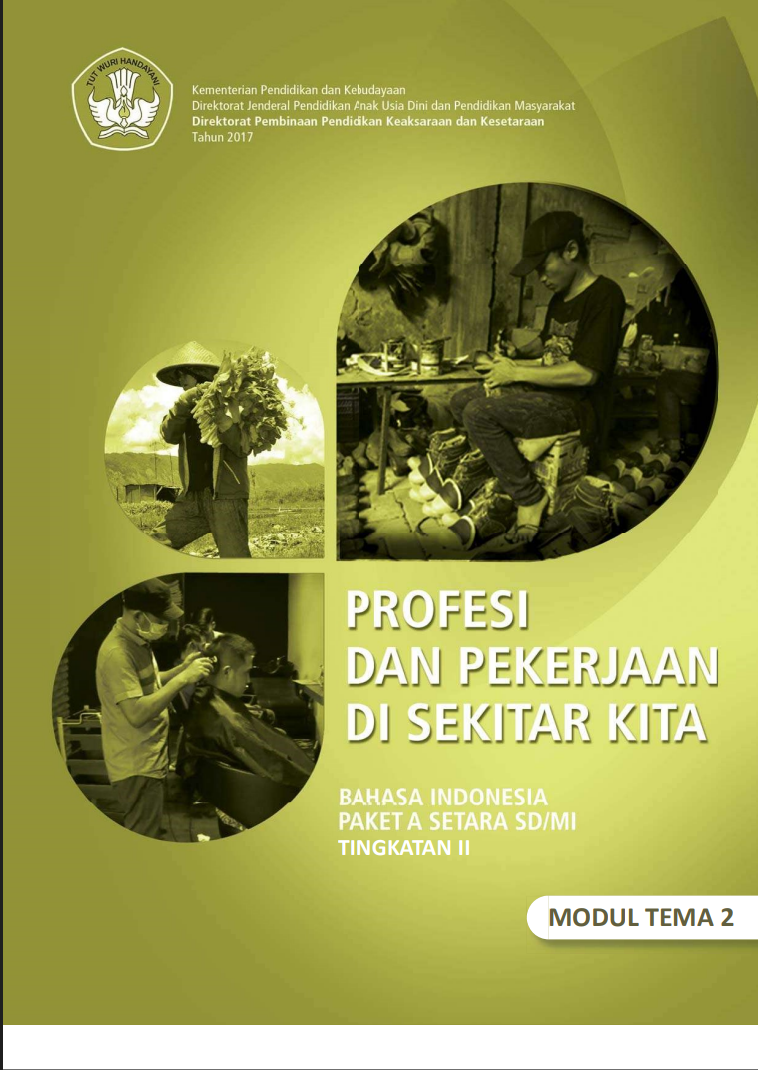 TUT WURI HANDAYANI
Kementerian Pendidikan dan Kebudayaan
Direktorat Jenderal Pendidikan Anak Usia Dini dan Pendidikan Masyarakat
Direktorat Pembinaan Pendidikan Keaksaraan dan Kesetaraan
Tahun 2017
PROFESI
DAN PEKERJAAN
DI SEKITAR KITA
BAHASA INDONESIA
PAKET A SETARA SD/MI
TINGKATAN II
MODUL TEMA 2